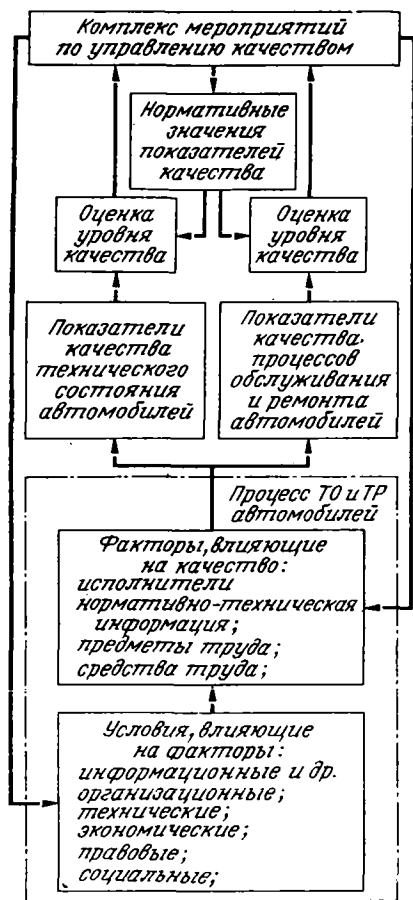 Комплекс мероприятий
по управлению качеством
Нормативные
значения
показателей
качества
Оценка
уровня
качества
Оценка
уровня
качества
Показатели
качества
технического
состояния
автомобилей
Показатели
качества,
процессов
обслуживания
и ремонта
автомобилей
Процесс ТО и ТР
автомобилей
Факторы, влияющие
на качество:
исполнители
нормативно-техническая
информация;
предметы труда;
средства труда;
Условия, влияющие
на факторы:
информационные и др.
организационные;
технические;
экономические;
правовые;
социальные;